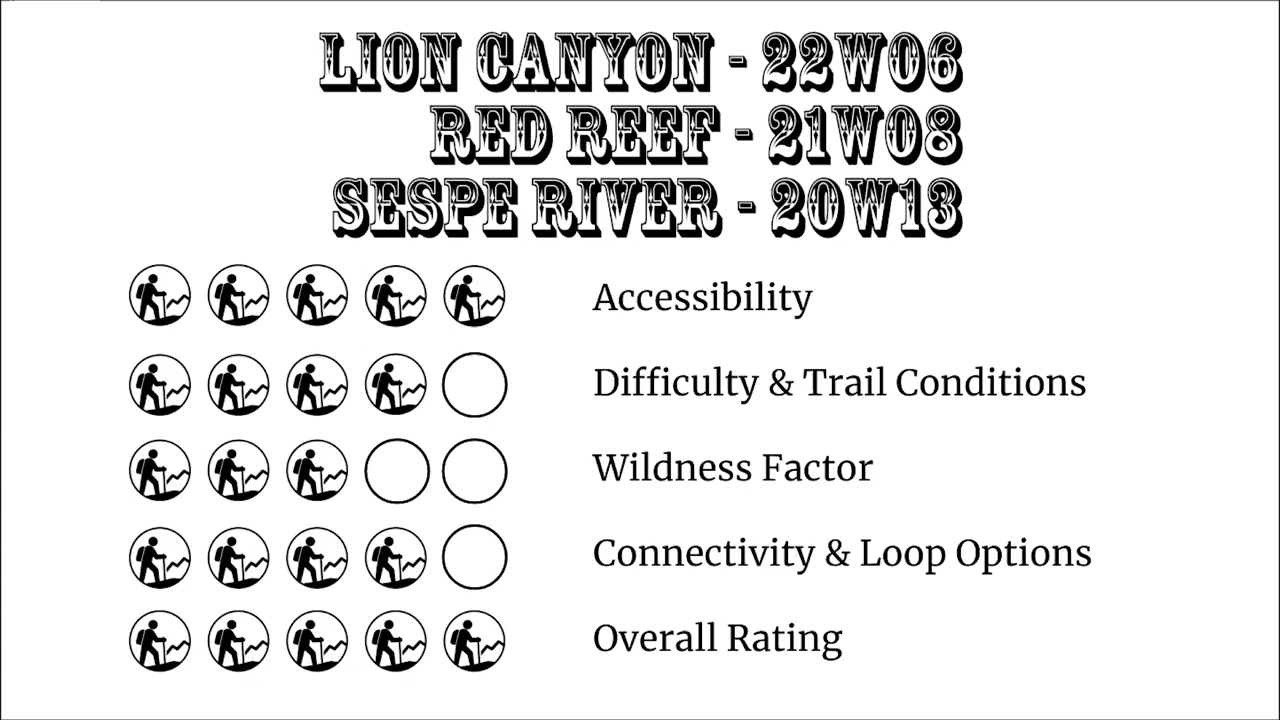 LION CANYON - 22W06
RED REEF - 21W08
SESPE RIVER - 20W13
Accessibility
Difficulty & Trail Conditions
Wildness Factor
Connectivity & Loop Options
Overall Rating